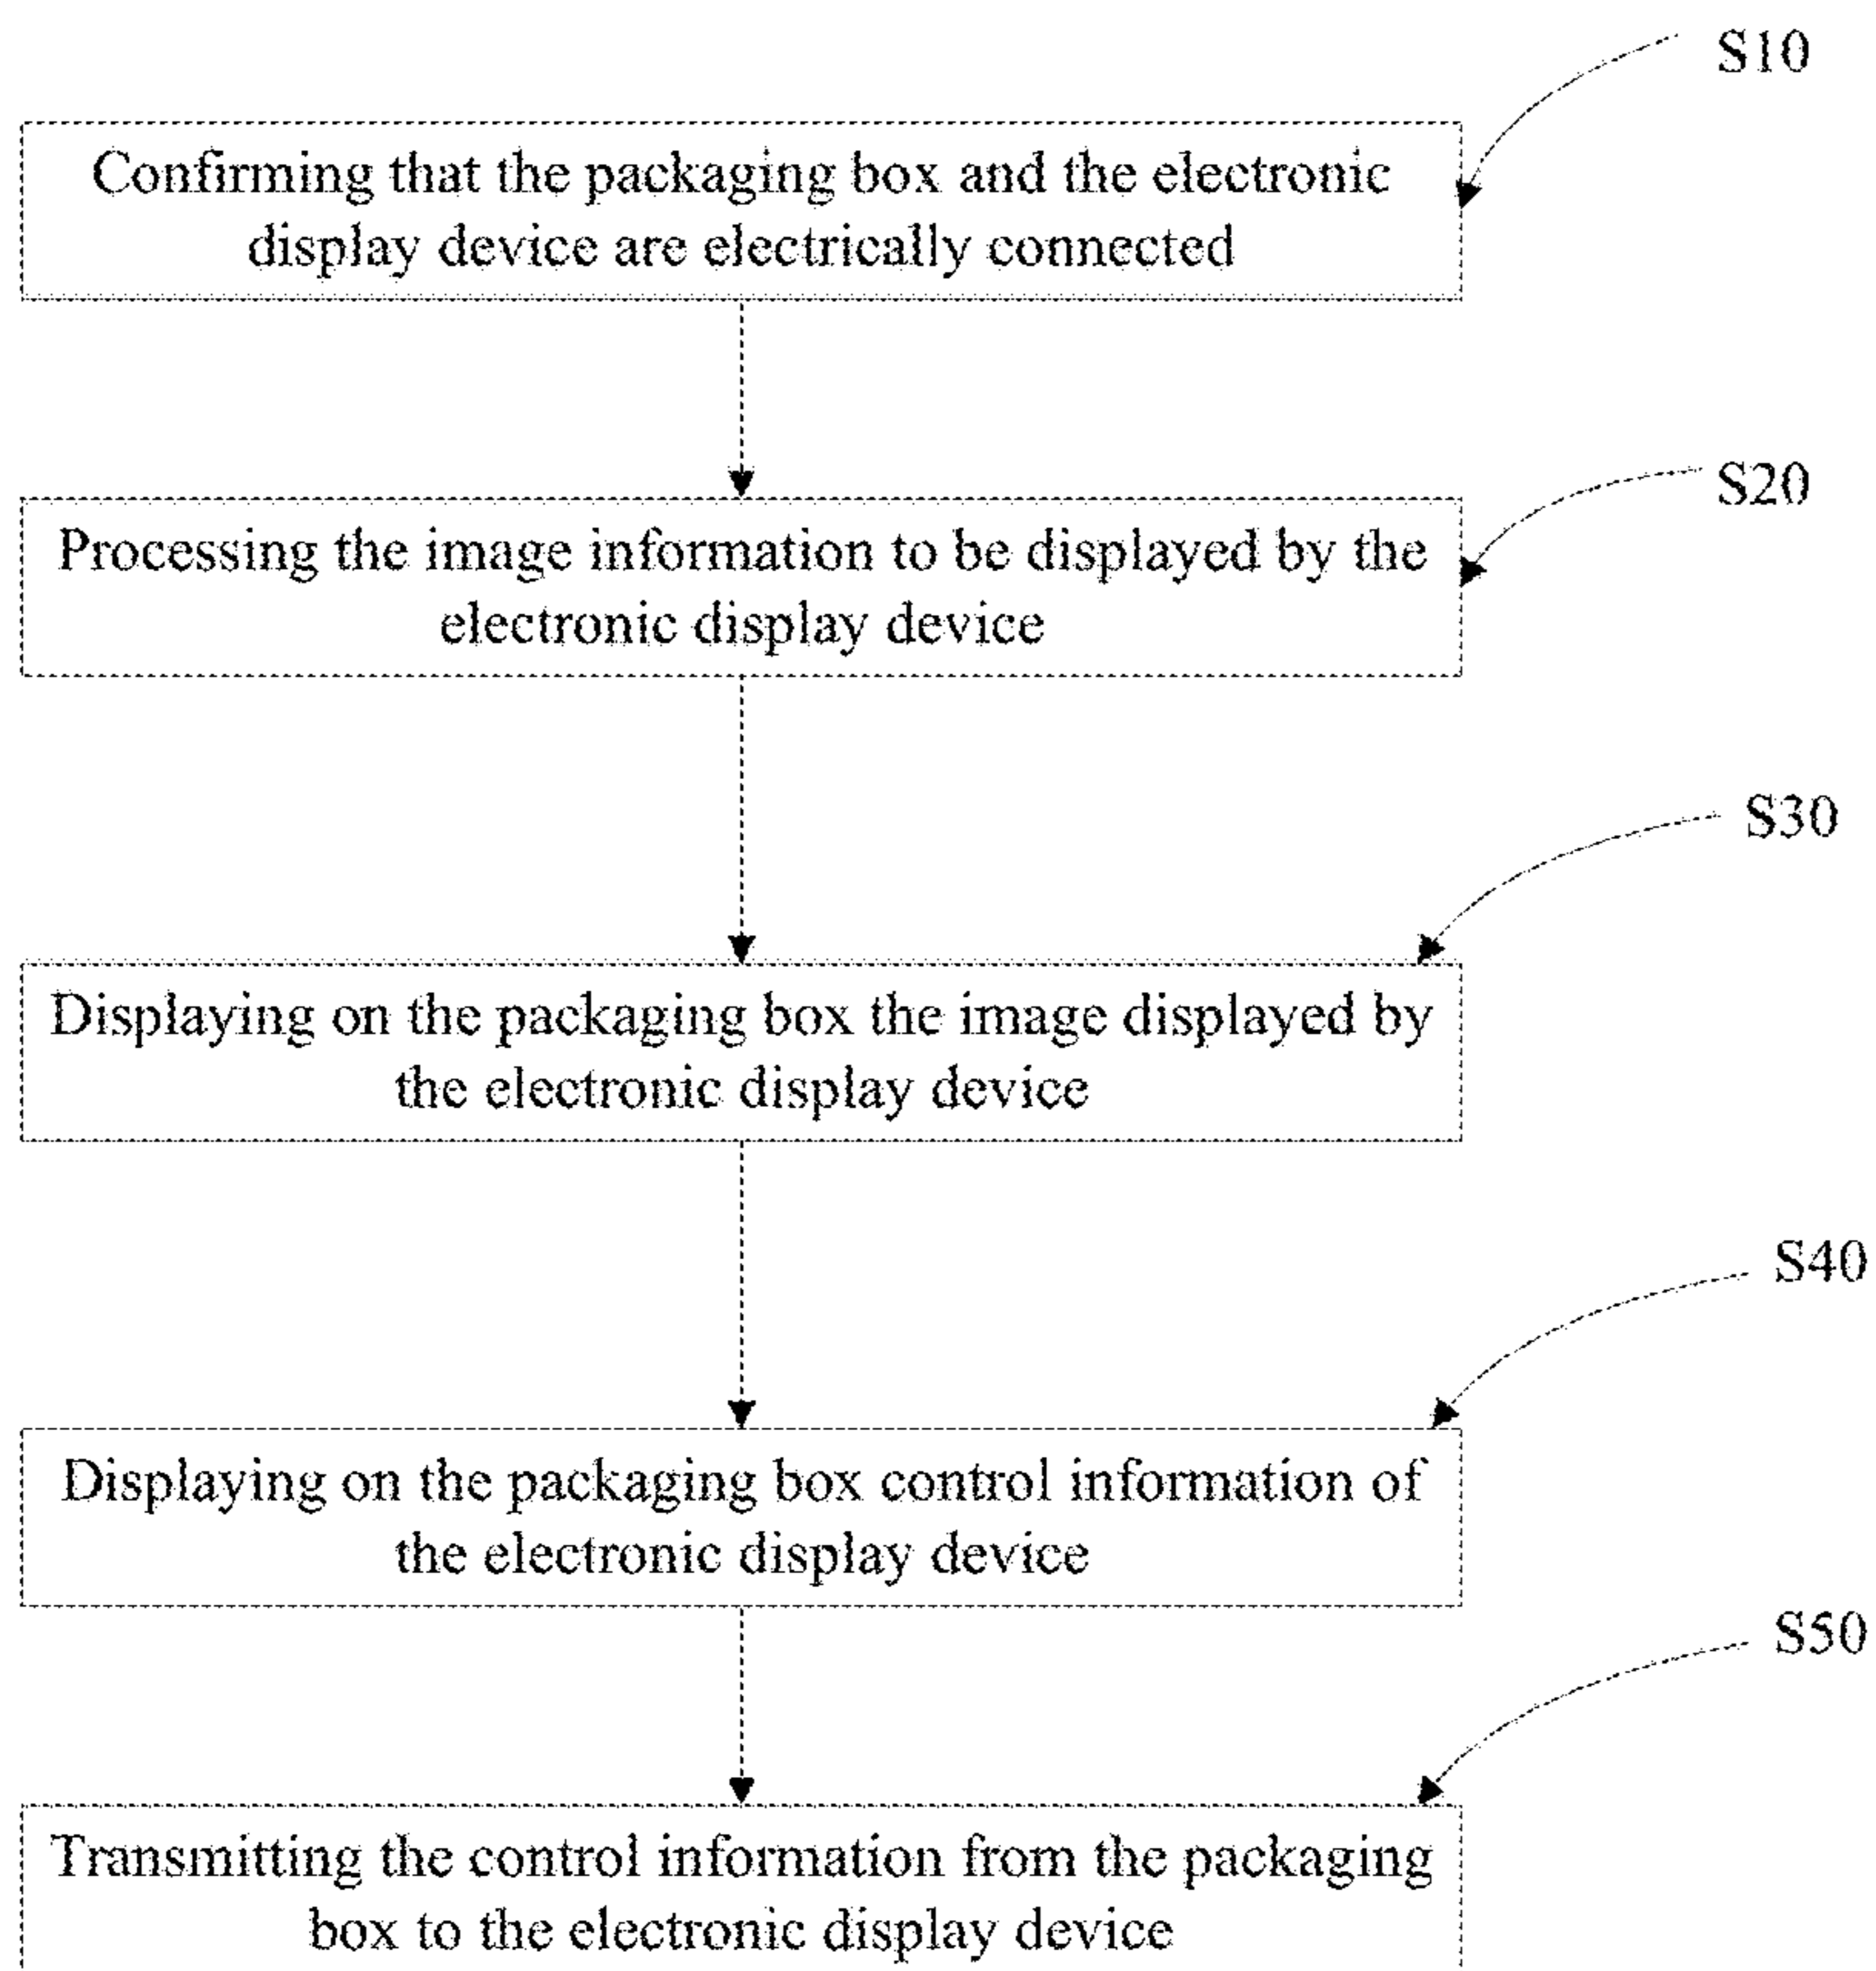 S10
Confirming that the packaging box and the electronic
display device are electrically connected
S20
Processing the image information to be displayed by the
electronic display device
S30
Displaying on the packaging box the image displayed by
the electronic display device
S40
Displaying on the packaging box control information of
the electronic display device
S50
Transmitting the control information from the packaging
box to the electronic display device